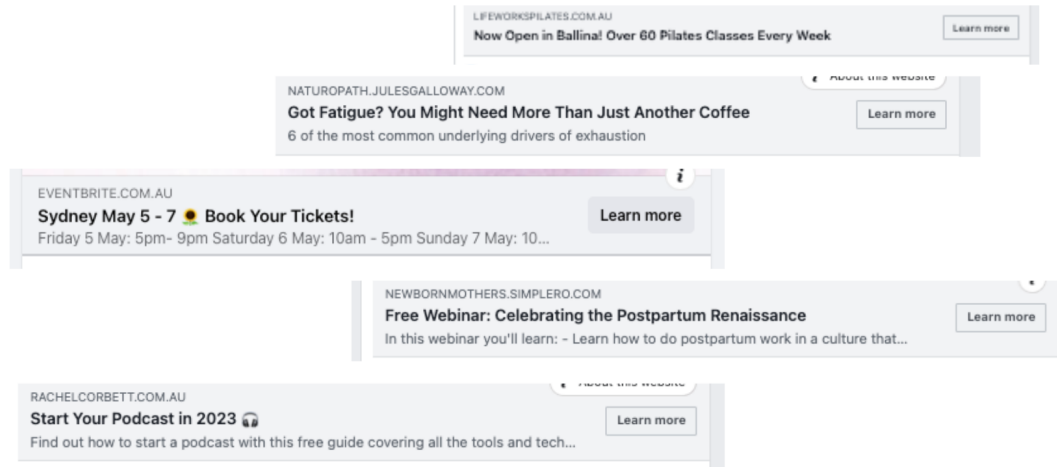 LIFEWORKSPILATES.COM.AU
Now Open in Ballina! Over 60 Pilates Classes Every Week
Learn more
About this website
NATUROPATH.JULESGALLOWAY.COM
Got Fatigue? You Might Need More Than Just Another Coffee
6 of the most common underlying drivers of exhaustion
Learn more
EVENTBRITE.COM.AU
Sydney May 5 - 7 🌻 Book Your Tickets!
Friday 5 May: 5pm- 9pm Saturday 6 May: 10am - 5pm Sunday 7 May: 10...
Learn more
NEWBORNMOTHERS.SIMPLERO.COM
Free Webinar: Celebrating the Postpartum Renaissance
In this webinar you'll learn: - Learn how to do postpartum work in a culture that...
Learn more
About this website
RACHELCORBETT.COM.AU
Start Your Podcast in 2023 🎧
Find out how to start a podcast with this free guide covering all the tools and tech...
Learn more